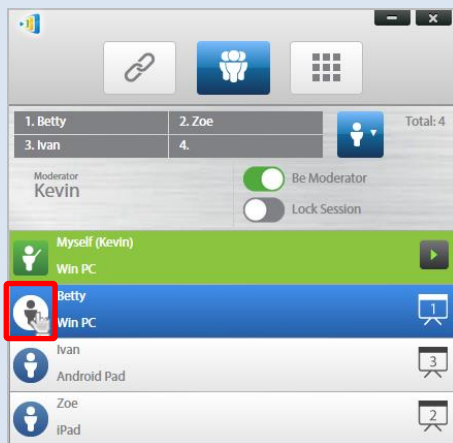 1. Betty
2. Zoe
Total: 4
3. Ivan
4.
Moderator
Kevin
Be Moderator
Lock Session
Myself (Kevin)
Win PC
Betty
Win PC
1
Ivan
Android Pad
3
Zoe
iPad
2